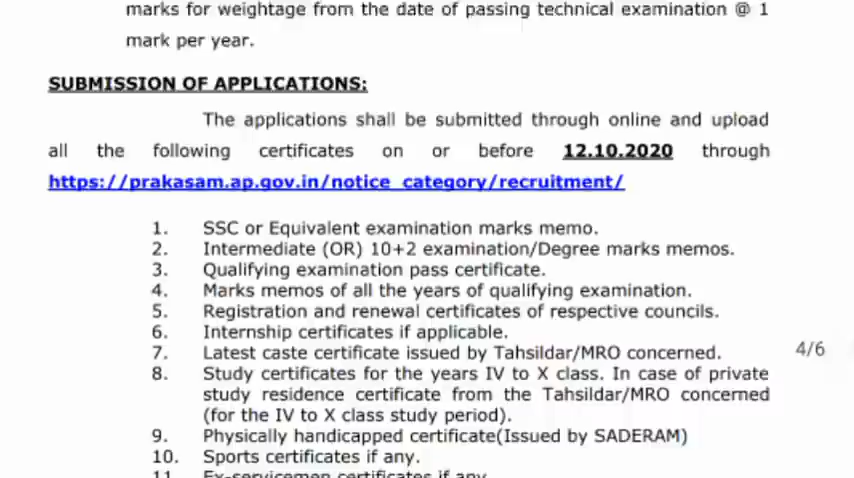 marks for weightage from the date of passing technical examination @ 1
mark per year.
SUBMISSION OF APPLICATIONS:
The applications shall be submitted through online and upload
all the following certificates on or before 12.10.2020 through
https://prakasam.ap.gov.in/notice_category/recruitment/
1. SSC or Equivalent examination marks memo.
2. Intermediate (OR) 10+2 examination/Degree marks memos.
3. Qualifying examination pass certificate.
4. Marks memos of all the years of qualifying examination.
5. Registration and renewal certificates of respective councils.
6. Internship certificates if applicable.
7. Latest caste certificate issued by Tahsildar/MRO concerned.
4/6
8. Study certificates for the years IV to X class. In case of private
study residence certificate from the Tahsildar/MRO concerned
(for the IV to X class study period).
9. Physically handicapped certificate(Issued by SADERAM)
10. Sports certificates if any.
11. Ex-servicemen certificates if any